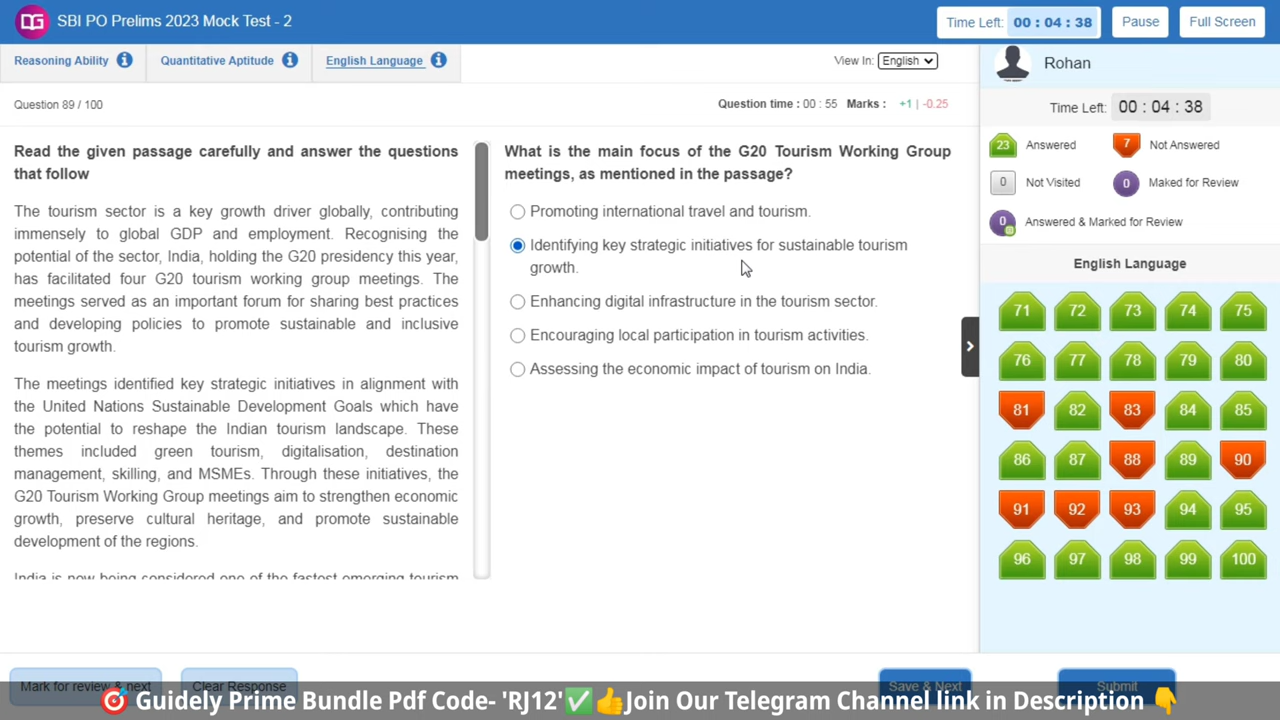 SBI PO Prelims 2023 Mock Test - 2
Time Left: 00 : 04 : 38
Pause
Full Screen
Reasoning Ability
Quantitative Aptitude
English Language
View In: English
Rohan
Question 89 / 100
Question time : 00 : 55 Marks : +1 | -0.25
Time Left: 00 : 04 : 38
23 Answered
7 Not Answered
0 Not Visited
0 Maked for Review
0 Answered & Marked for Review
English Language
71 72 73 74 75
76 77 78 79 80
81 82 83 84 85
86 87 88 89 90
91 92 93 94 95
96 97 98 99 100
Read the given passage carefully and answer the questions
that follow
The tourism sector is a key growth driver globally, contributing
immensely to global GDP and employment. Recognising the
potential of the sector, India, holding the G20 presidency this year,
has facilitated four G20 tourism working group meetings. The
meetings served as an important forum for sharing best practices
and developing policies to promote sustainable and inclusive
tourism growth.
The meetings identified key strategic initiatives in alignment with
the United Nations Sustainable Development Goals which have
the potential to reshape the Indian tourism landscape. These
themes included green tourism, digitalisation, destination
management, skilling, and MSMEs. Through these initiatives, the
G20 Tourism Working Group meetings aim to strengthen economic
growth, preserve cultural heritage, and promote sustainable
development of the regions.
India is now being considered one of the fastest emerging tourism
What is the main focus of the G20 Tourism Working Group
meetings, as mentioned in the passage?
Promoting international travel and tourism.
Identifying key strategic initiatives for sustainable tourism
growth.
Enhancing digital infrastructure in the tourism sector.
Encouraging local participation in tourism activities.
Assessing the economic impact of tourism on India.
Mark for review & next
Clear Response
Save & Next
Submit
🎯 Guidely Prime Bundle Pdf Code- 'RJ12'✅👍Join Our Telegram Channel link in Description 👇